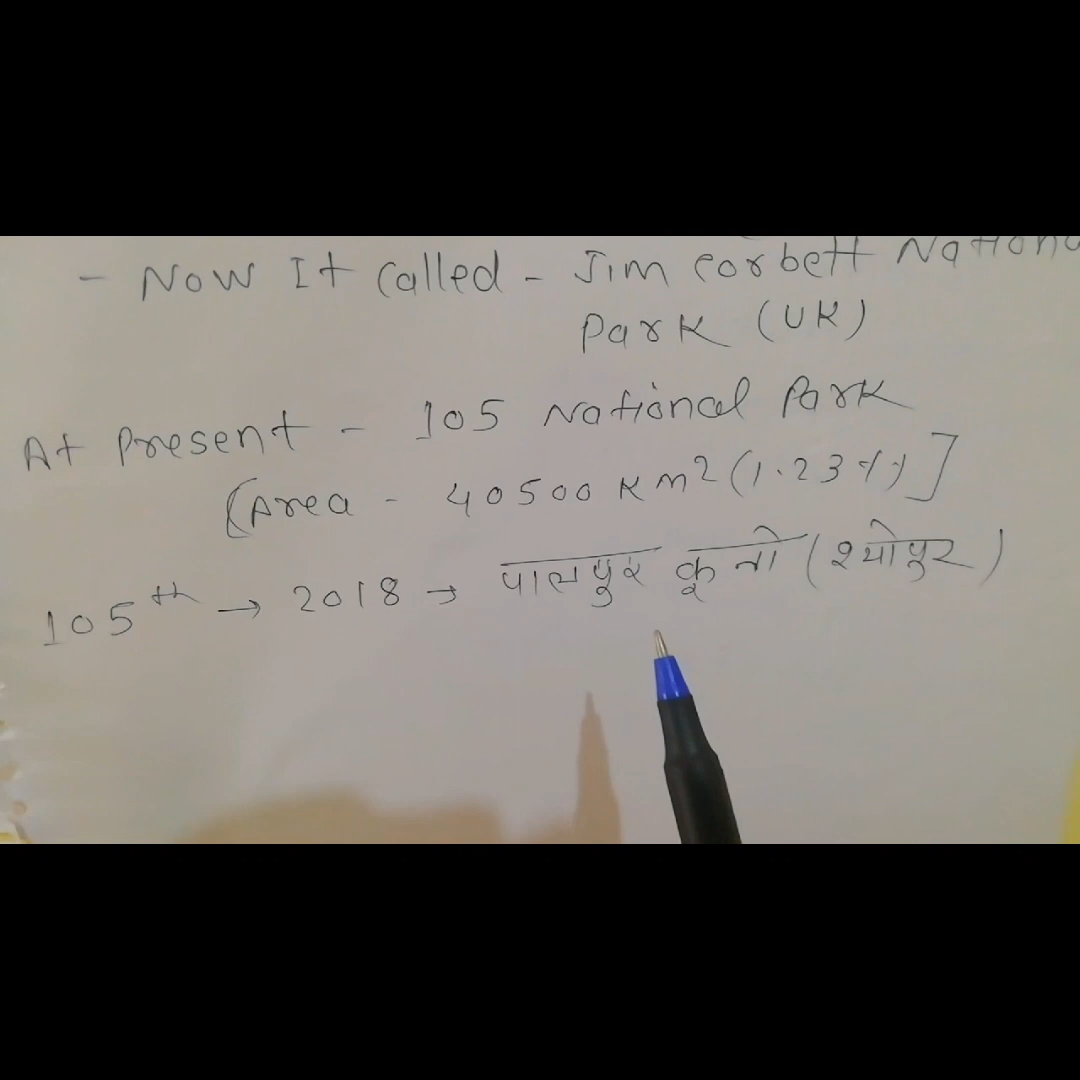 - Now It called - Jim Corbett Nationa
Park (UK)
At Present - 105 National Park
(Area - 40500 Km2 (1.23%)]
105th → 2018 → पालपुर कूनो (श्योपुर)